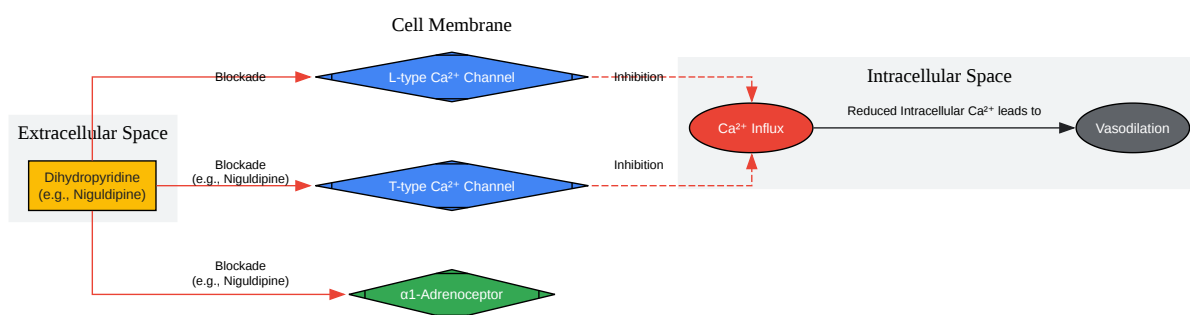 Cell Membrane
Blockade
L-type Ca²⁺ Channel
Inhibition
Intracellular Space
Reduced Intracellular Ca²⁺ leads to
Ca²⁺ Influx
Vasodilation
Extracellular Space
Dihydropyridine
(e.g., Niguldipine)
Blockade
(e.g., Niguldipine)
T-type Ca²⁺ Channel
Inhibition
Blockade
(e.g., Niguldipine)
α1-Adrenoceptor